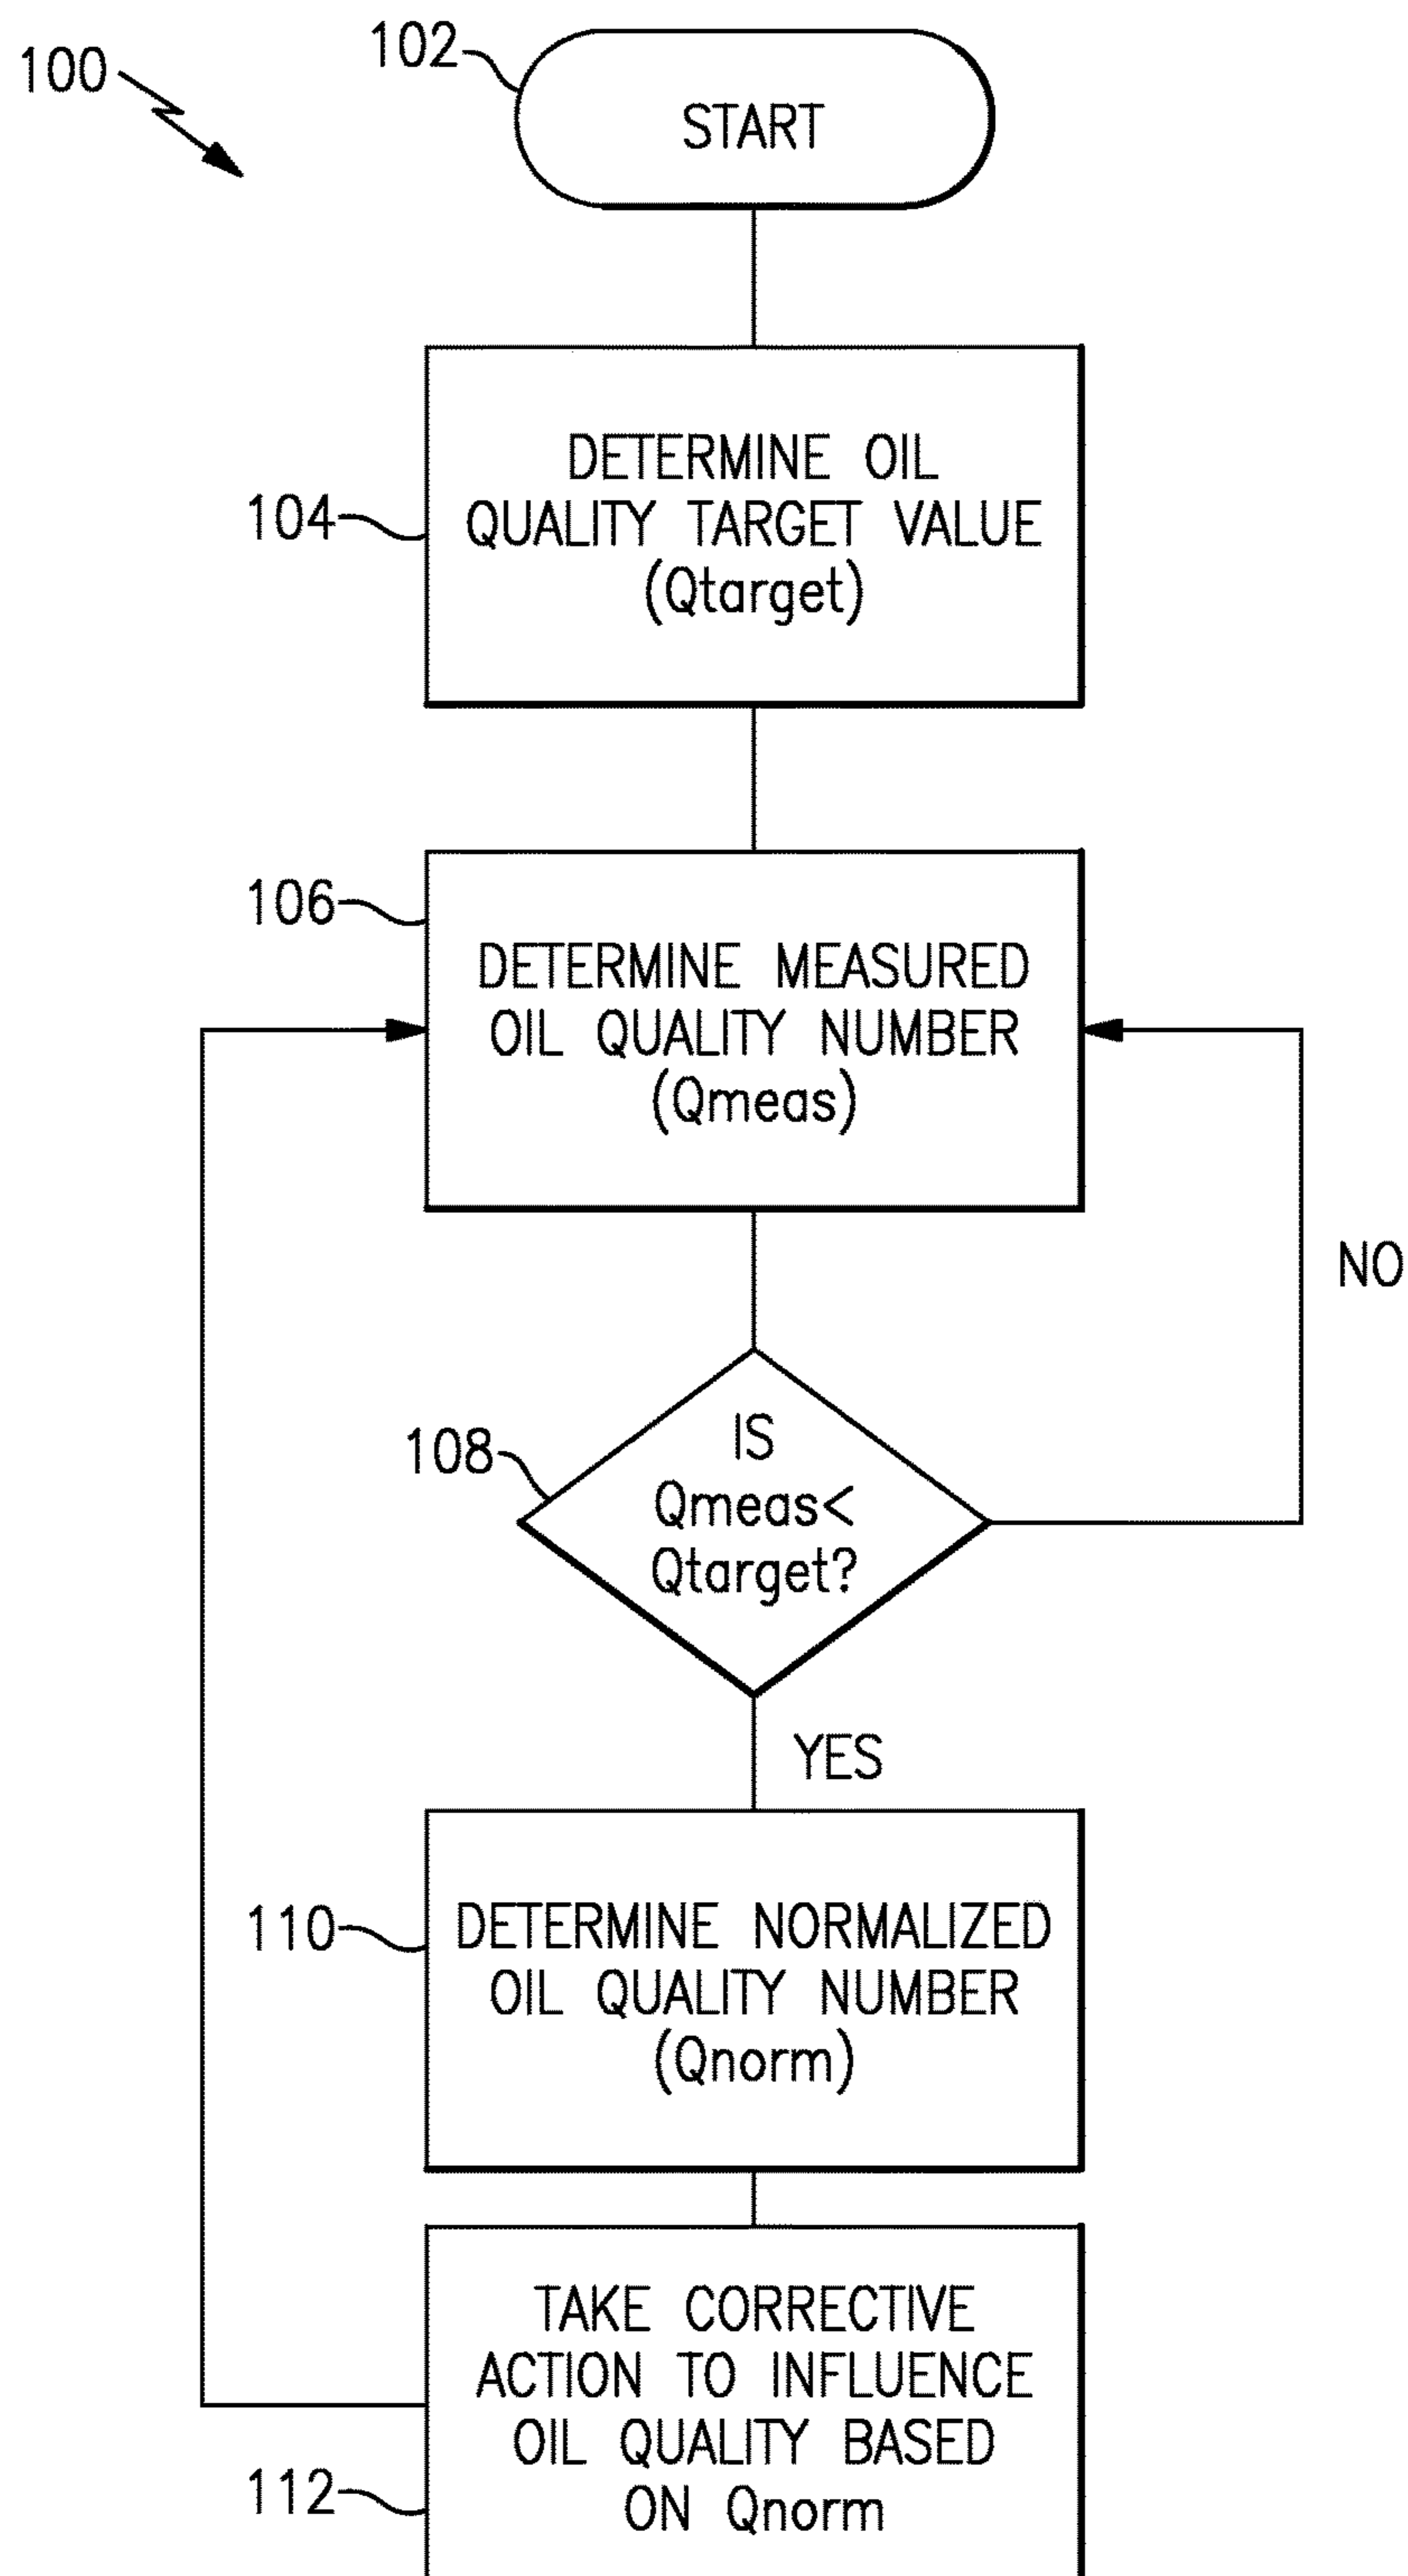 100
102
START
104
DETERMINE OIL
QUALITY TARGET VALUE
(Qtarget)
106
DETERMINE MEASURED
OIL QUALITY NUMBER
(Qmeas)
NO
108
IS
Qmeas<
Qtarget?
YES
110
DETERMINE NORMALIZED
OIL QUALITY NUMBER
(Qnorm)
112
TAKE CORRECTIVE
ACTION TO INFLUENCE
OIL QUALITY BASED
ON Qnorm